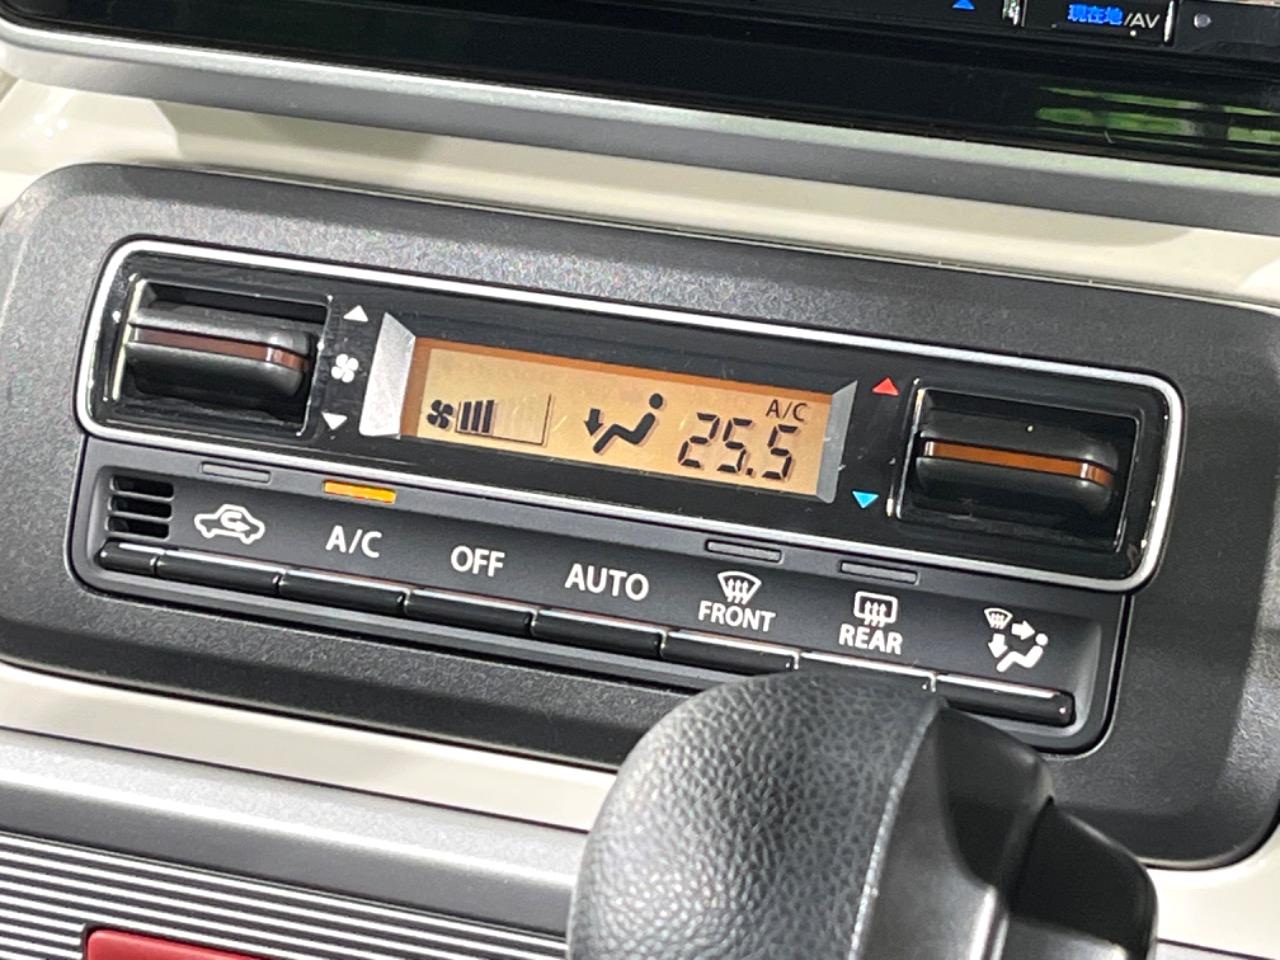 現在地/AV
A/C
25.5
A/C
OFF
AUTO
FRONT
REAR